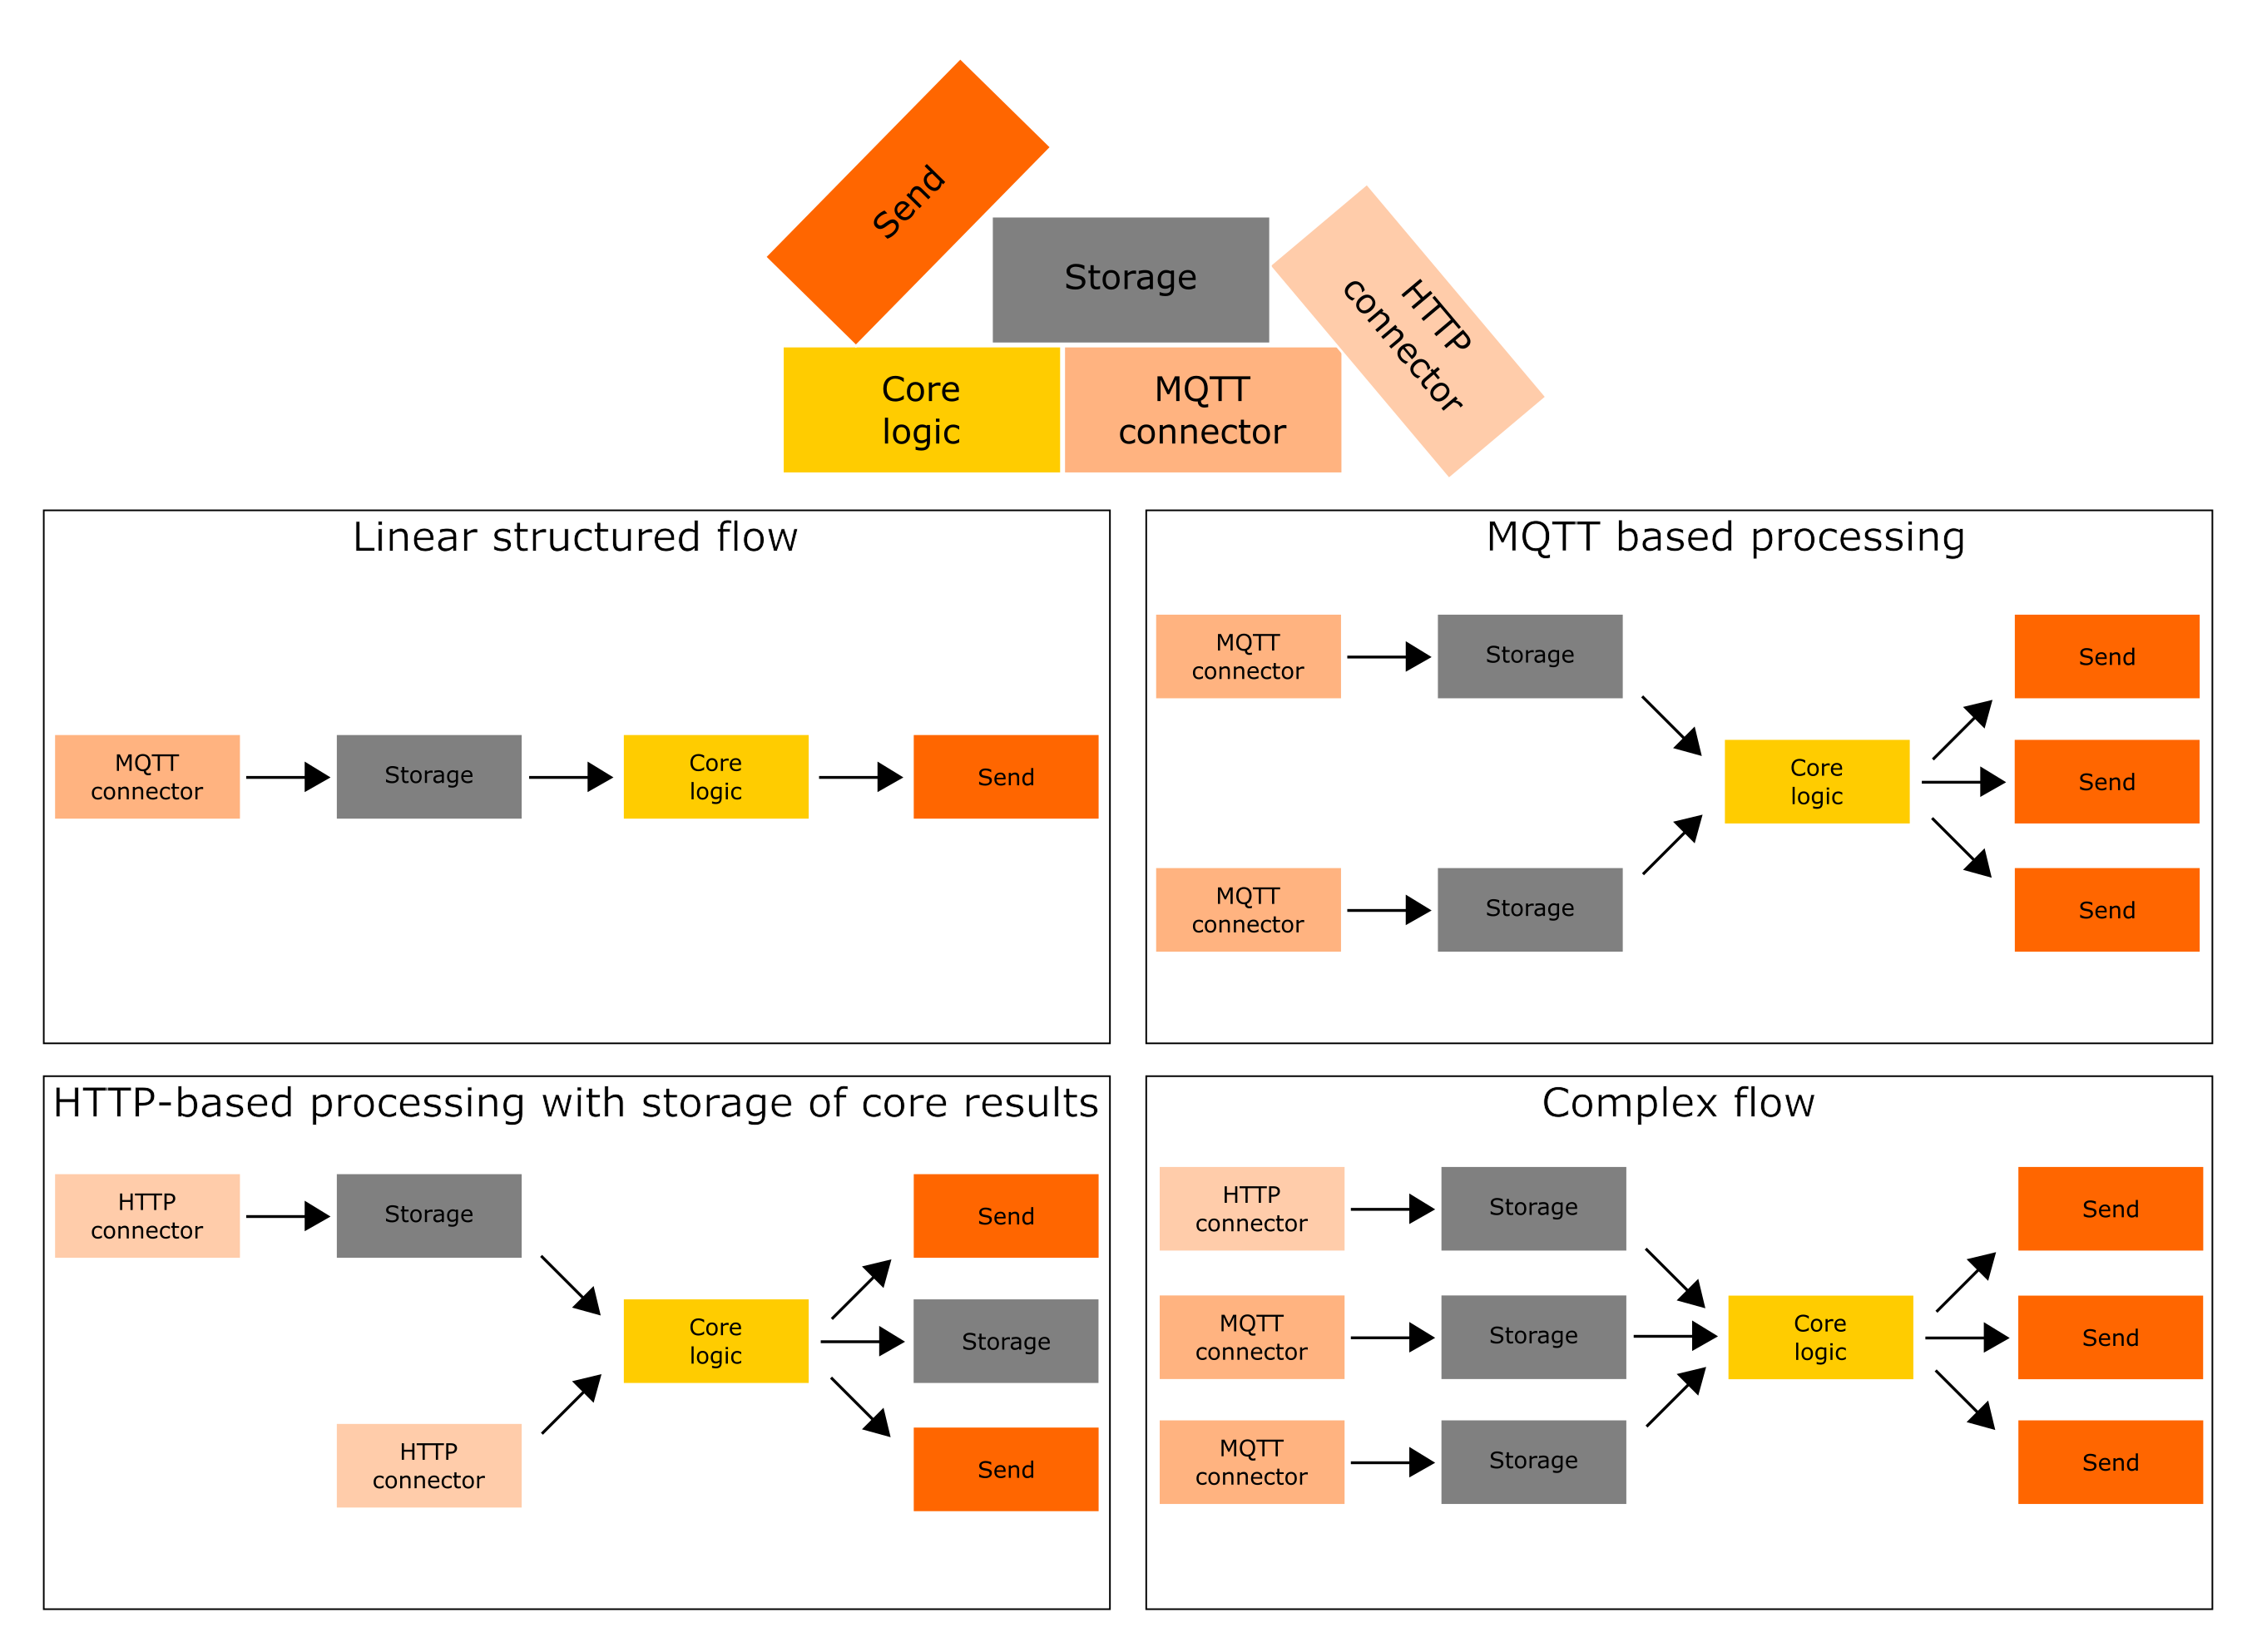 Send
Storage
HTTP
connector
Core
logic
MQTT
connector
Linear structured flow
MQTT
connector
Storage
Core
logic
Send
MQTT based processing
MQTT
connector
Storage
Send
Core
logic
Send
MQTT
connector
Storage
Send
HTTP-based processing with storage of core results
HTTP
connector
Storage
Send
Core
logic
Storage
HTTP
connector
Send
Complex flow
HTTP
connector
Storage
Send
MQTT
connector
Storage
Core
logic
Send
MQTT
connector
Storage
Send